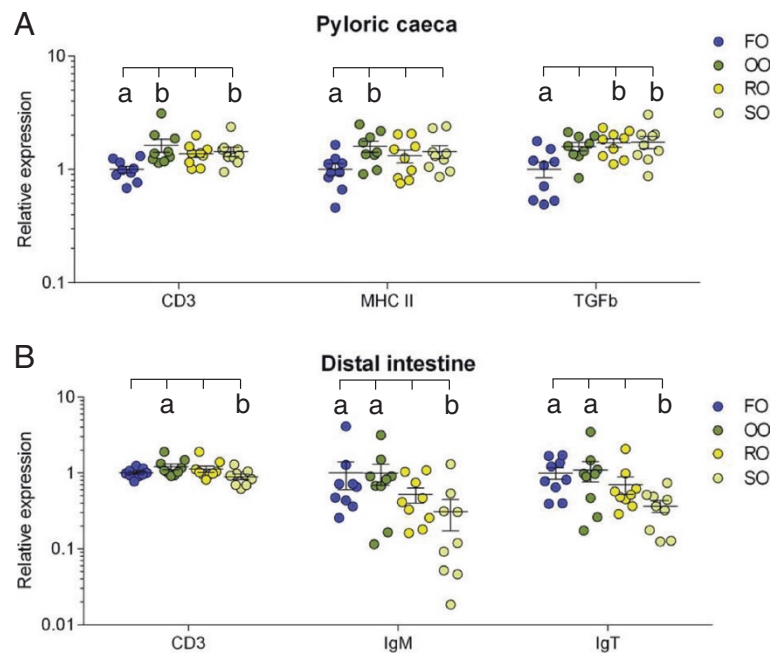 A
Pyloric caeca
10
1
0.1
Relative expression
a b b
a b
a b b
CD3 MHC II TGFb
FO
OO
RO
SO
B
Distal intestine
10
1
0.1
0.01
Relative expression
a b
a a b
a a b
CD3 IgM IgT
FO
OO
RO
SO